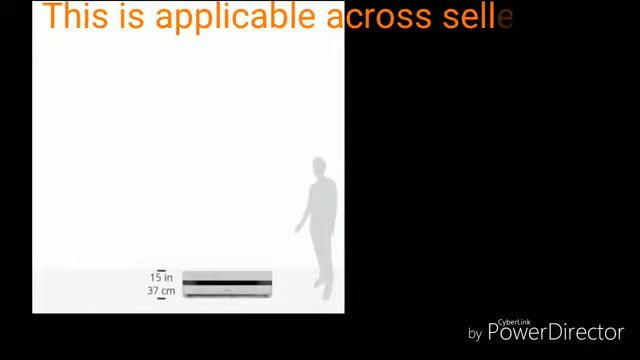 This is applicable across selle
15 in
37 cm
CyberLink
by PowerDirector